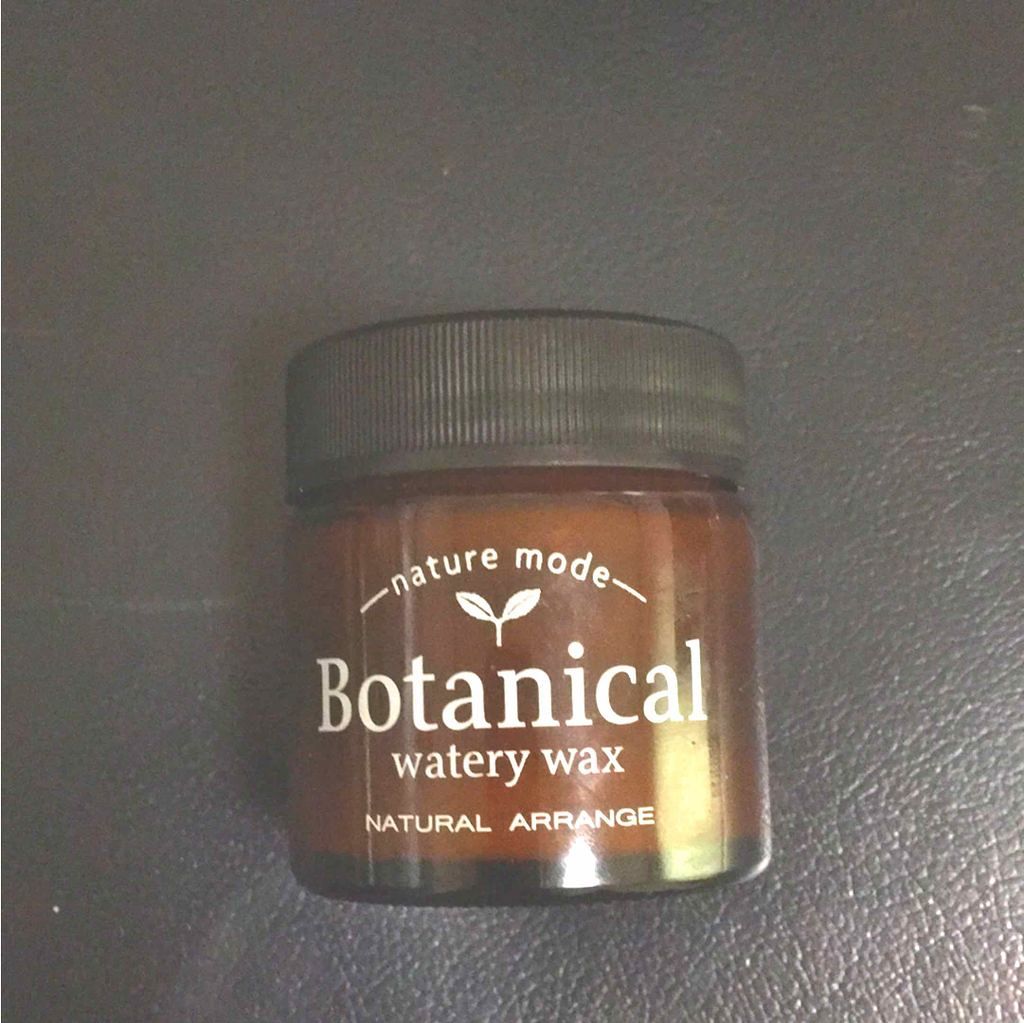 nature mode
Botanical
watery wax
NATURAL ARRANGE